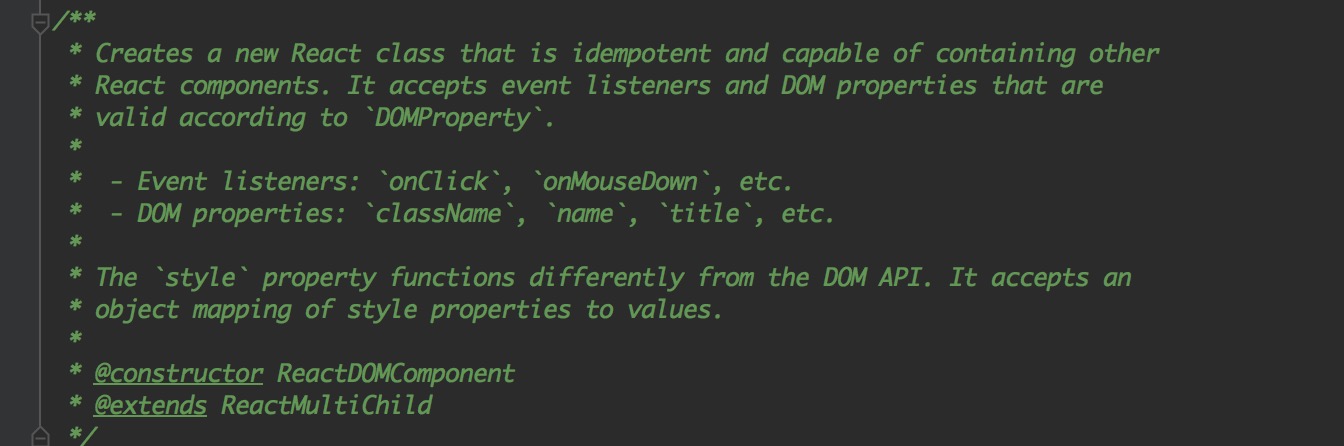 /**
 * Creates a new React class that is idempotent and capable of containing other
 * React components. It accepts event listeners and DOM properties that are
 * valid according to `DOMProperty`.
 *
 *  - Event listeners: `onClick`, `onMouseDown`, etc.
 *  - DOM properties: `className`, `name`, `title`, etc.
 *
 * The `style` property functions differently from the DOM API. It accepts an
 * object mapping of style properties to values.
 *
 * @constructor ReactDOMComponent
 * @extends ReactMultiChild
 */